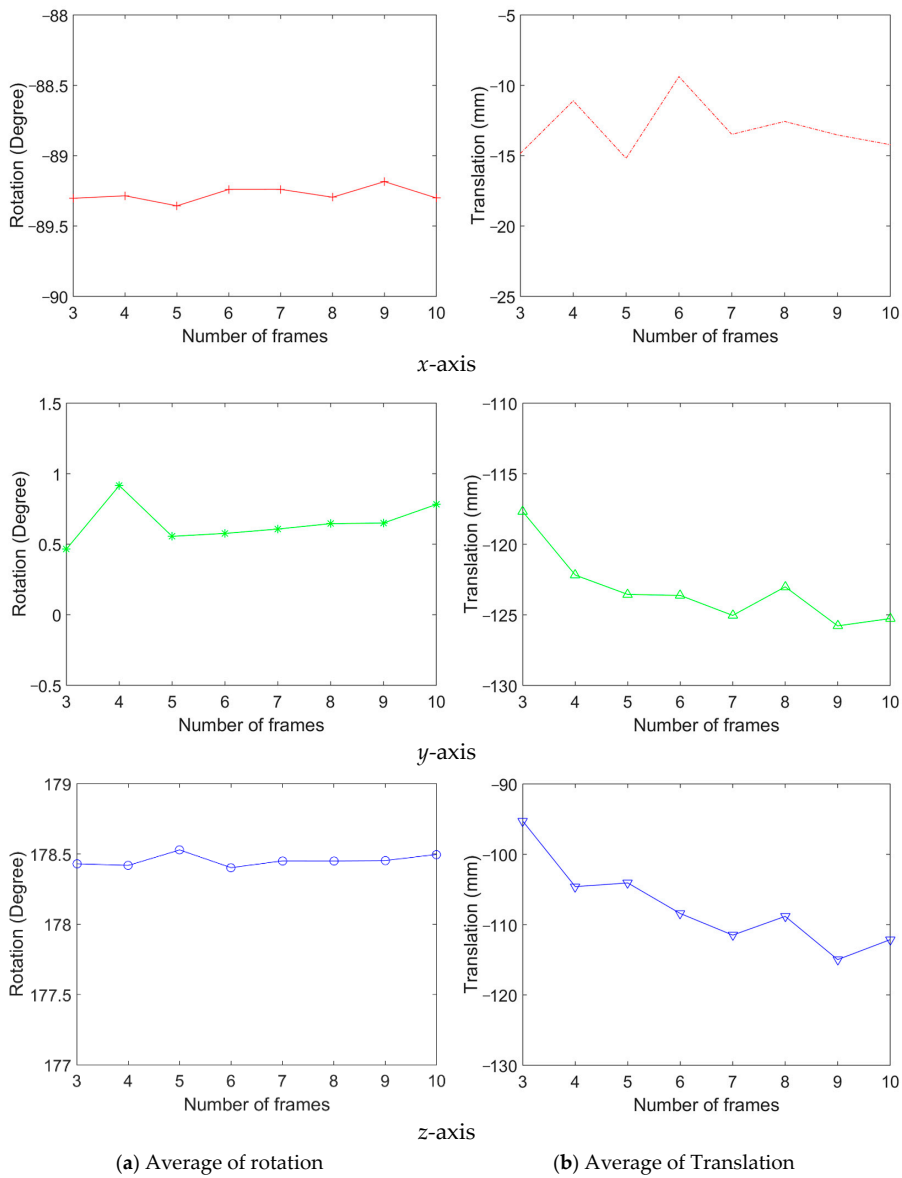 −88
−88.5
−89
−89.5
−90
Rotation (Degree)
3 4 5 6 7 8 9 10
Number of frames
−5
−10
−15
−20
−25
Translation (mm)
3 4 5 6 7 8 9 10
Number of frames
x-axis
1.5
1
0.5
0
−0.5
Rotation (Degree)
3 4 5 6 7 8 9 10
Number of frames
−110
−115
−120
−125
−130
Translation (mm)
3 4 5 6 7 8 9 10
Number of frames
y-axis
179
178.5
178
177.5
177
Rotation (Degree)
3 4 5 6 7 8 9 10
Number of frames
−90
−100
−110
−120
−130
Translation (mm)
3 4 5 6 7 8 9 10
Number of frames
z-axis
(a) Average of rotation
(b) Average of Translation